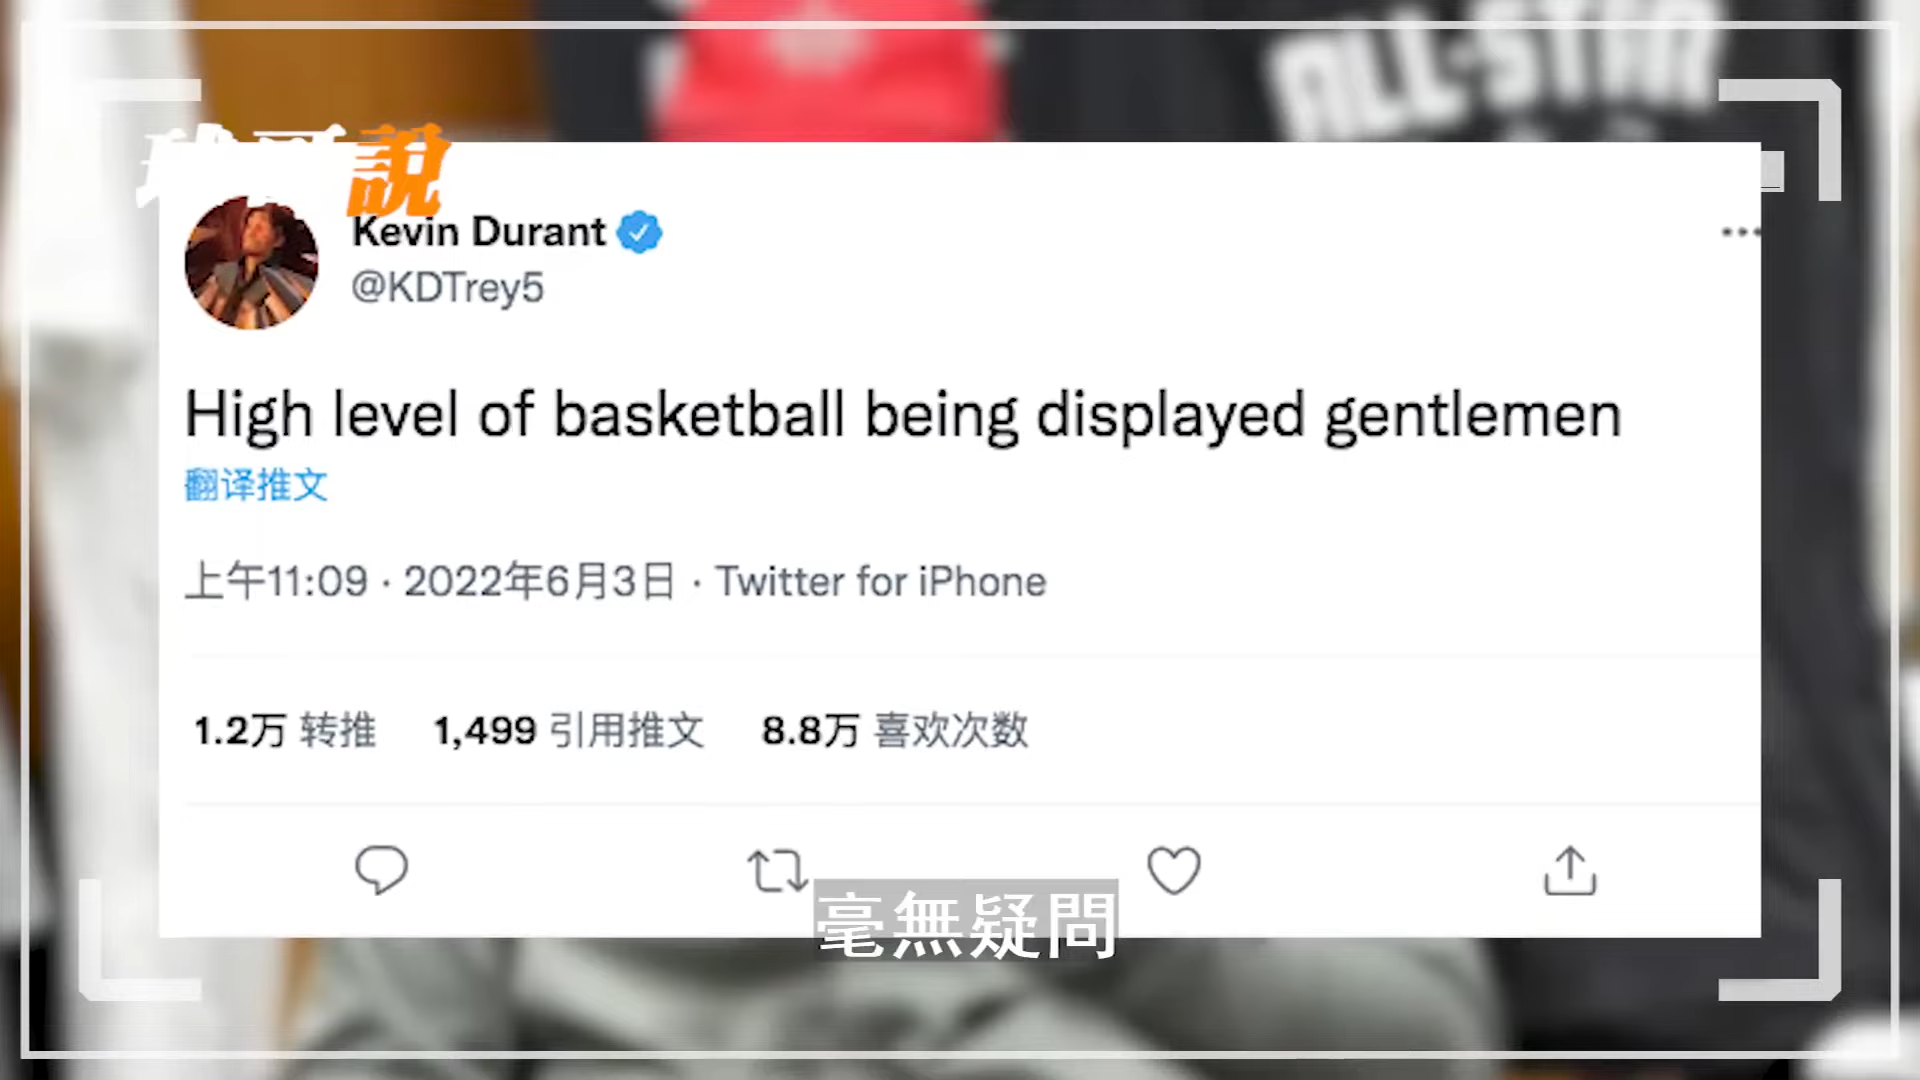 ALL-STAR
說
Kevin Durant
@KDTrey5
High level of basketball being displayed gentlemen
翻译推文
上午11:09 · 2022年6月3日 · Twitter for iPhone
1.2万 转推 1,499 引用推文 8.8万 喜欢次数
毫無疑問